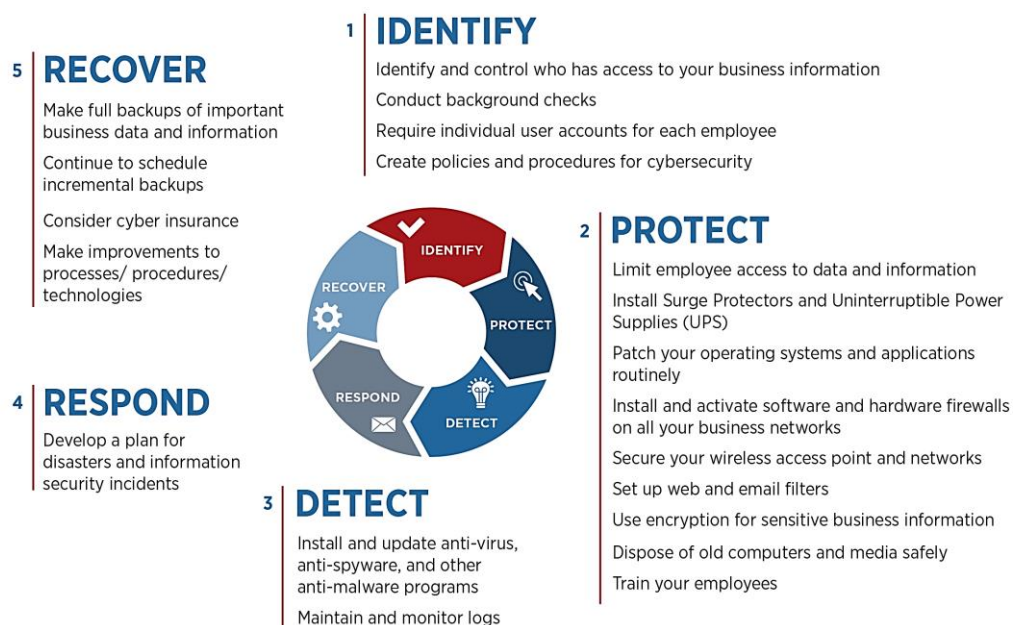 1 IDENTIFY
Identify and control who has access to your business information
Conduct background checks
Require individual user accounts for each employee
Create policies and procedures for cybersecurity
2 PROTECT
Limit employee access to data and information
Install Surge Protectors and Uninterruptible Power
Supplies (UPS)
Patch your operating systems and applications
routinely
Install and activate software and hardware firewalls
on all your business networks
Secure your wireless access point and networks
Set up web and email filters
Use encryption for sensitive business information
Dispose of old computers and media safely
Train your employees
3 DETECT
Install and update anti-virus,
anti-spyware, and other
anti-malware programs
Maintain and monitor logs
4 RESPOND
Develop a plan for
disasters and information
security incidents
5 RECOVER
Make full backups of important
business data and information
Continue to schedule
incremental backups
Consider cyber insurance
Make improvements to
processes/ procedures/
technologies
IDENTIFY
PROTECT
DETECT
RESPOND
RECOVER